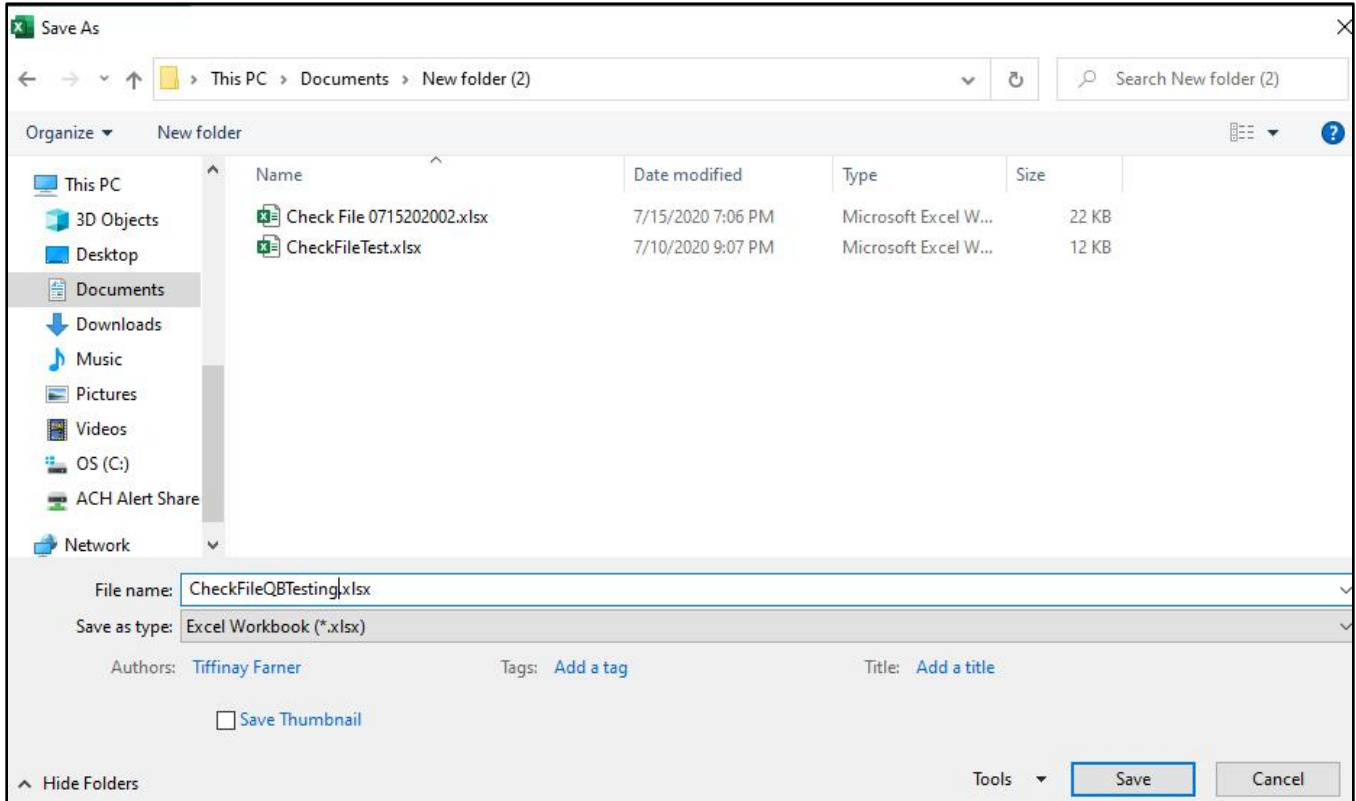 Save As
This PC > Documents > New folder (2)
Search New folder (2)
Organize
New folder
Name Date modified Type Size
This PC
3D Objects
Desktop
Documents
Downloads
Music
Pictures
Videos
OS (C:)
ACH Alert Share
Network
Check File 0715202002.xlsx 7/15/2020 7:06 PM Microsoft Excel W... 22 KB
CheckFileTest.xlsx 7/10/2020 9:07 PM Microsoft Excel W... 12 KB
File name: CheckFileQBTesting.xlsx
Save as type: Excel Workbook (*.xlsx)
Authors: Tiffinay Farner Tags: Add a tag Title: Add a title
Save Thumbnail
Hide Folders
Tools Save Cancel